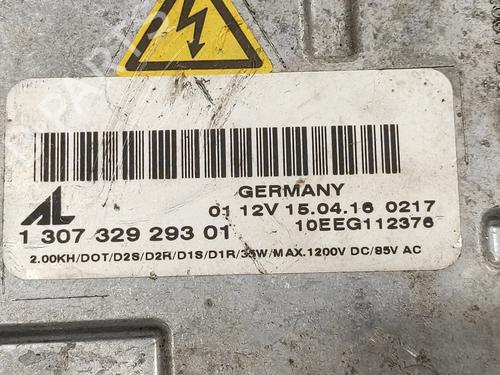 AL
GERMANY
01 12V 15.04.16 0217
1 307 329 293 01
10EEG112376
2.00KH/DOT/D2S/D2R/D1S/D1R/35W/MAX.1200V DC/85V AC